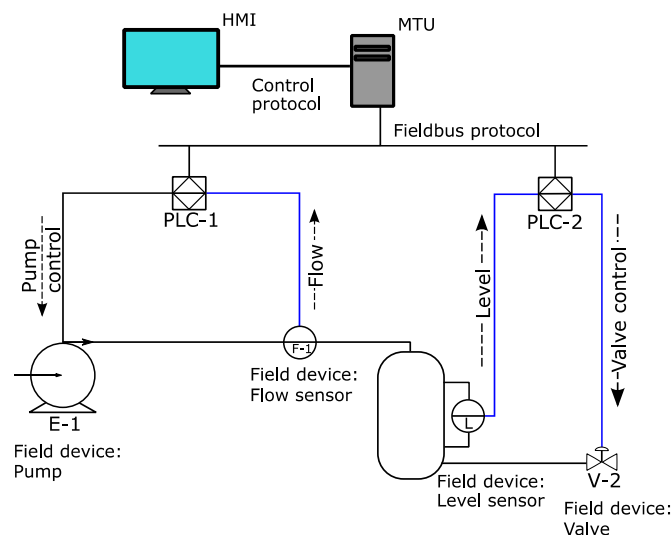 HMI
MTU
Control
protocol
Fieldbus protocol
PLC-1
PLC-2
Pump
control
Flow
Level
Valve control
F-1
Field device:
Flow sensor
L
E-1
Field device:
Pump
Field device:
Level sensor
V-2
Field device:
Valve